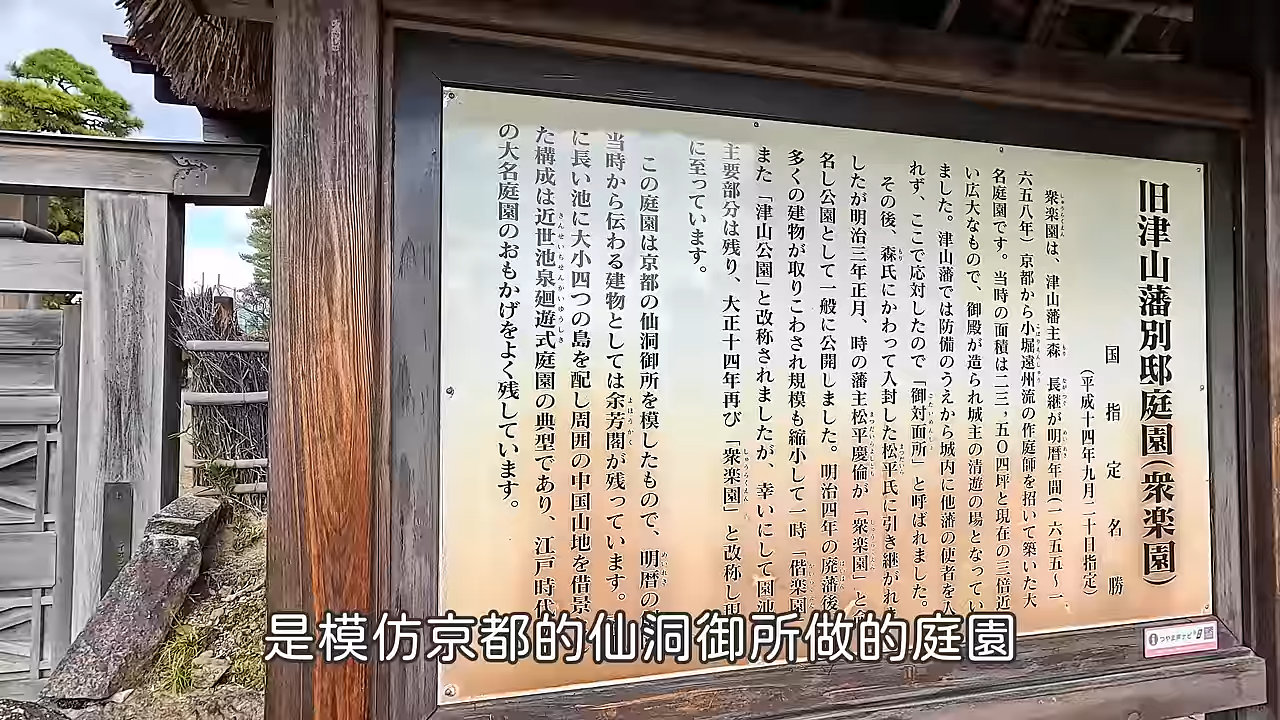 旧津山藩別邸庭園(衆楽園)
国指定名勝
(平成十四年九月二十日指定)
衆楽園は、津山藩主森 長継が明暦年間(一六五五〜一
六五八年)京都から小堀遠州流の作庭師を招いて築いた大
名庭園です。当時の面積は二三,五〇四坪と現在の三倍近
い広大なもので、御殿が造られ城主の清遊の場となってい
ました。津山藩では防備のうえから城内に他藩の使者を入
れず、ここで応対したので「御対面所」と呼ばれました。
その後、森氏にかわって入封した松平氏に引き継がれ
したが明治三年正月、時の藩主松平慶倫が「衆楽園」と
名し公園として一般に公開しました。明治四年の廃藩後
多くの建物が取りこわされ規模も縮小して一時「偕楽園
また「津山公園」と改称されましたが、幸いにして園池
主要部分は残り、大正十四年再び「衆楽園」と改称し現
に至っています。
この庭園は京都の仙洞御所を模したもので、明暦の
当時から伝わる建物としては余芳閣が残っています。
に長い池に大小四つの島を配し周囲の中国山地を借景
た構成は近世池泉廻遊式庭園の典型であり、江戸時代
の大名庭園のおもかげをよく残しています。
是模仿京都的仙洞御所做的庭園